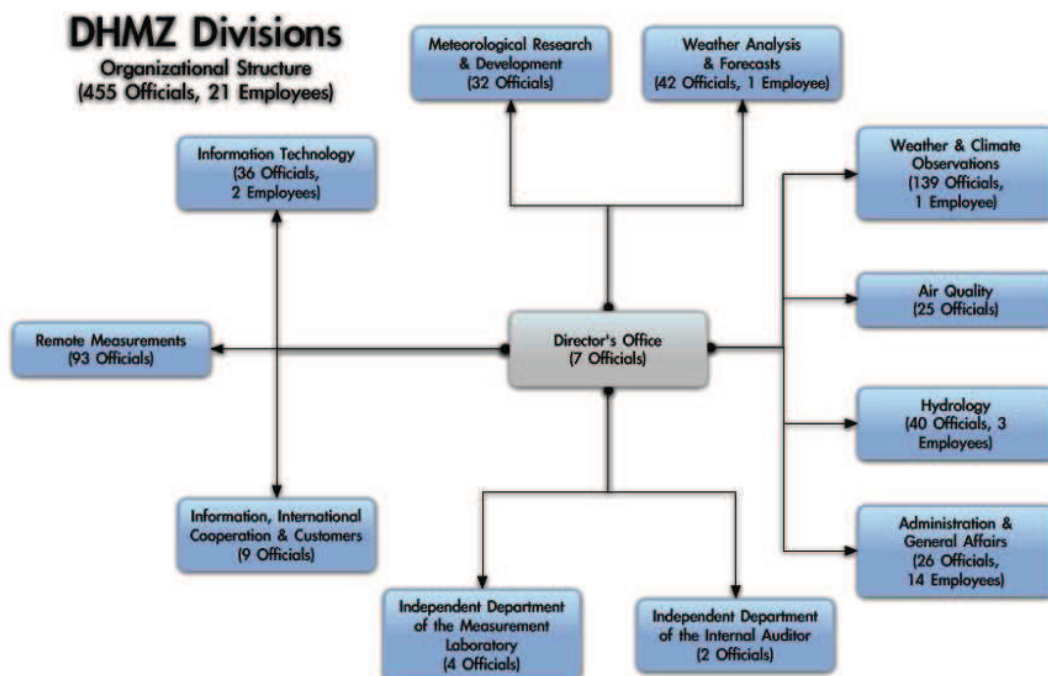 DHMZ Divisions
Organizational Structure
(455 Officials, 21 Employees)
Meteorological Research
& Development
(32 Officials)
Weather Analysis
& Forecasts
(42 Officials, 1 Employee)
Information Technology
(36 Officials,
2 Employees)
Weather & Climate
Observations
(139 Officials,
1 Employee)
Air Quality
(25 Officials)
Remote Measurements
(93 Officials)
Director's Office
(7 Officials)
Hydrology
(40 Officials, 3
Employees)
Information, International
Cooperation & Customers
(9 Officials)
Administration &
General Affairs
(26 Officials,
14 Employees)
Independent Department
of the Measurement
Laboratory
(4 Officials)
Independent Department
of the Internal Auditor
(2 Officials)